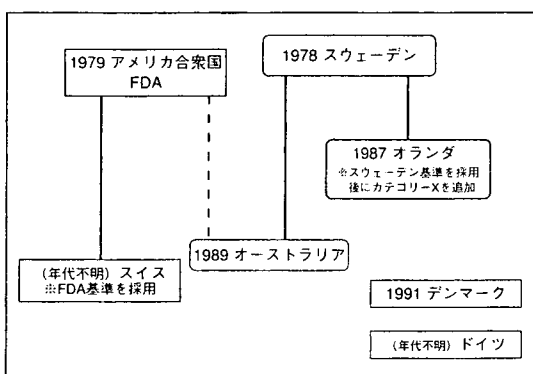 1979 アメリカ合衆国
FDA
1978 スウェーデン
1987 オランダ
※スウェーテン基準を採用
後にカテゴリーXを追加
1989 オーストラリア
(年代不明) スイス
※FDA基準を採用
1991 デンマーク
(年代不明) ドイツ